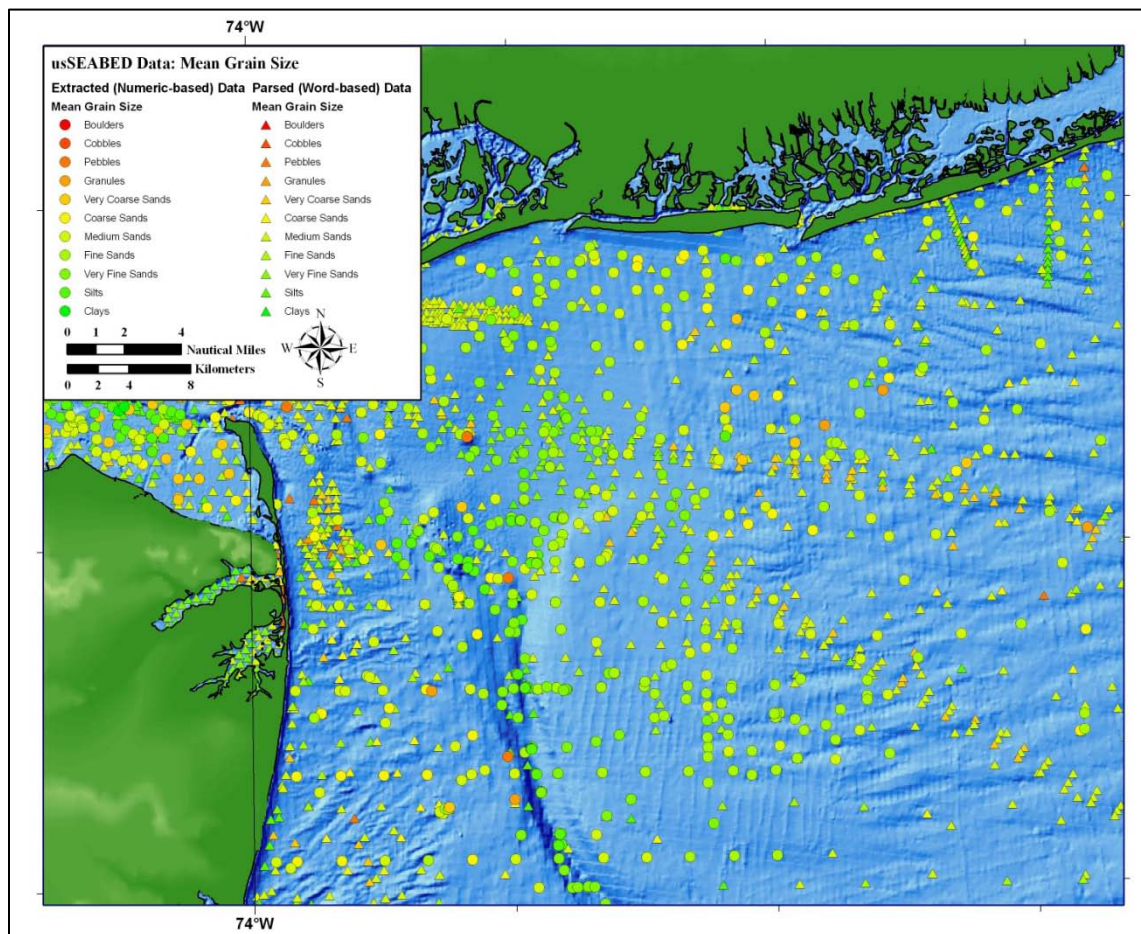 74°W
usSEABED Data: Mean Grain Size
Extracted (Numeric-based) Data Parsed (Word-based) Data
Mean Grain Size Mean Grain Size
Boulders Boulders
Cobbles Cobbles
Pebbles Pebbles
Granules Granules
Very Coarse Sands Very Coarse Sands
Coarse Sands Coarse Sands
Medium Sands Medium Sands
Fine Sands Fine Sands
Very Fine Sands Very Fine Sands
Silts Silts
Clays Clays
N
0 1 2 4
Nautical Miles
W E
Kilometers
0 2 4 8
S
74°W